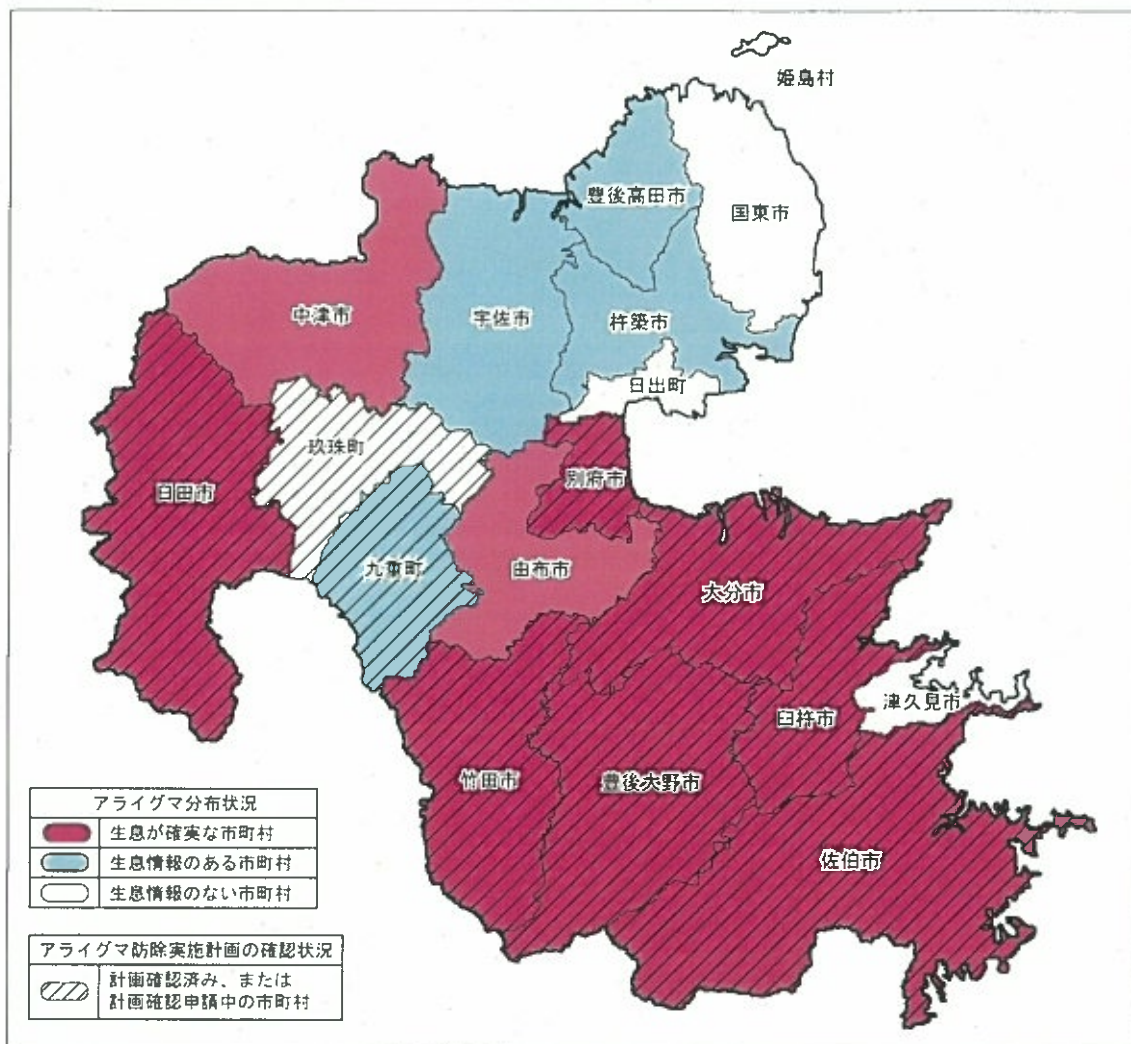 姫島村
豊後高田市
国東市
中津市
宇佐市
杵築市
日出町
玖珠町
日田市
別府市
九重町
由布市
大分市
津久見市
臼杵市
竹田市
豊後大野市
佐伯市
アライグマ分布状況
生息が確実な市町村
生息情報のある市町村
生息情報のない市町村
アライグマ防除実施計画の確認状況
計画確認済み、または
計画確認申請中の市町村